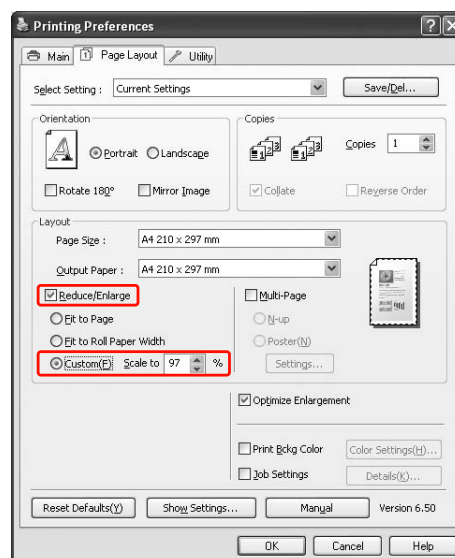 Printing Preferences
Main Page Layout Utility
Select Setting : Current Settings Save/Del...
Orientation
Portrait Landscape
Rotate 180° Mirror Image
Copies
Copies 1
Collate Reverse Order
Layout
Page Size : A4 210 x 297 mm
Output Paper : A4 210 x 297 mm
Reduce/Enlarge
Fit to Page
Fit to Roll Paper Width
Custom(F) Scale to 97 %
Multi-Page
N-up
Poster(N)
Settings...
Optimize Enlargement
Print Bckg Color Color Settings(H)...
Job Settings Details(K)...
Reset Defaults(Y) Show Settings... Manual Version 6.50
OK Cancel Help